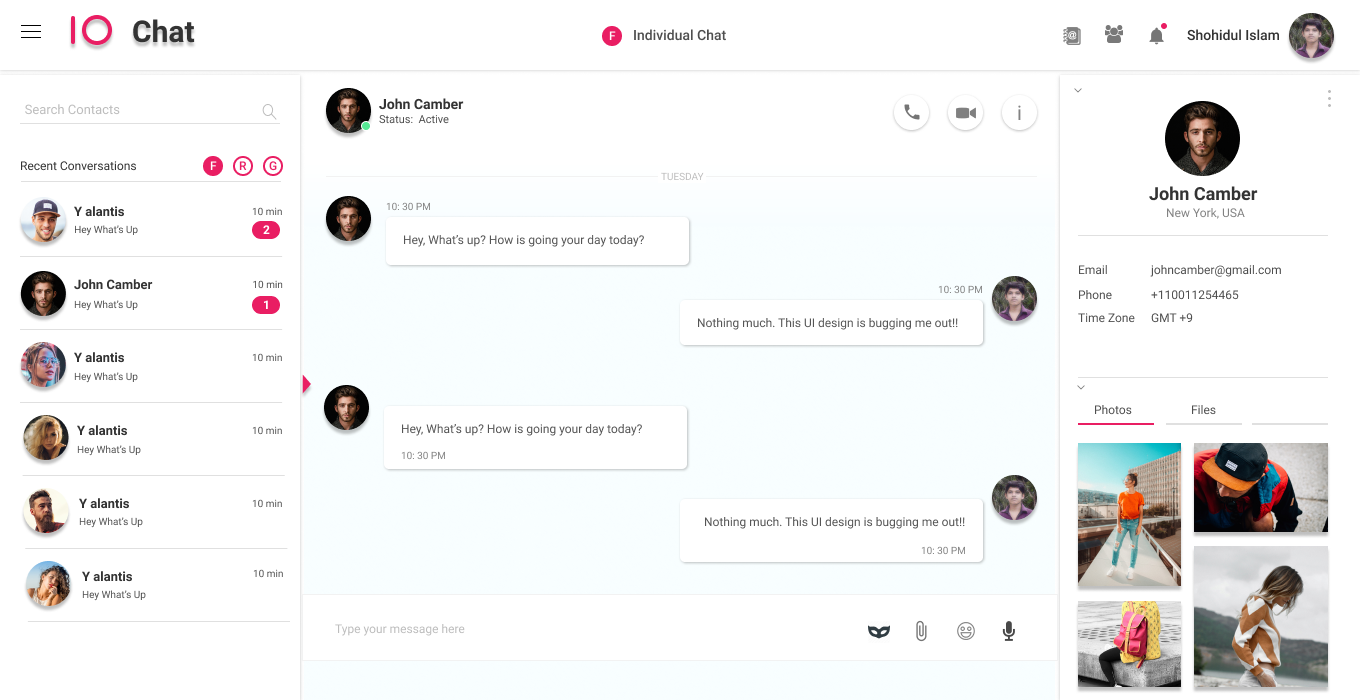 IO Chat
F Individual Chat
Shohidul Islam
Search Contacts
Recent Conversations F R G
Y alantis 10 min
Hey What's Up 2
John Camber 10 min
Hey What's Up 1
Y alantis 10 min
Hey What's Up
Y alantis 10 min
Hey What's Up
Y alantis 10 min
Hey What's Up
Y alantis 10 min
Hey What's Up
John Camber
Status: Active
i
TUESDAY
10: 30 PM
Hey, What's up? How is going your day today?
10: 30 PM
Nothing much. This UI design is bugging me out!!
Hey, What's up? How is going your day today?
10: 30 PM
Nothing much. This UI design is bugging me out!!
10: 30 PM
Type your message here
John Camber
New York, USA
Email johncamber@gmail.com
Phone +110011254465
Time Zone GMT +9
Photos Files